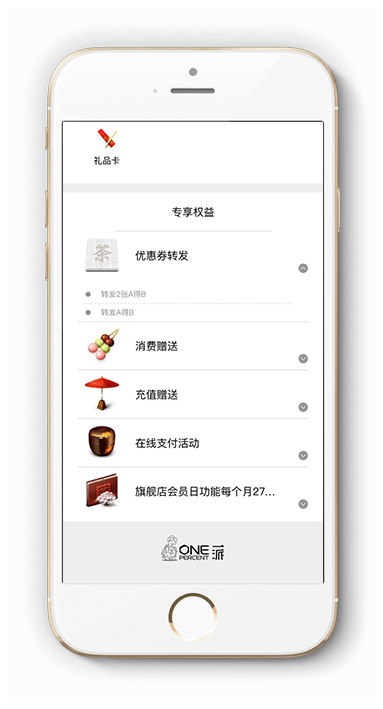 礼品卡
专享权益
茶
优惠券转发
转发2张A得B
转发A得B
消费赠送
充值赠送
在线支付活动
旗舰店会员日功能每个月27...
ONE 派
PERCENT